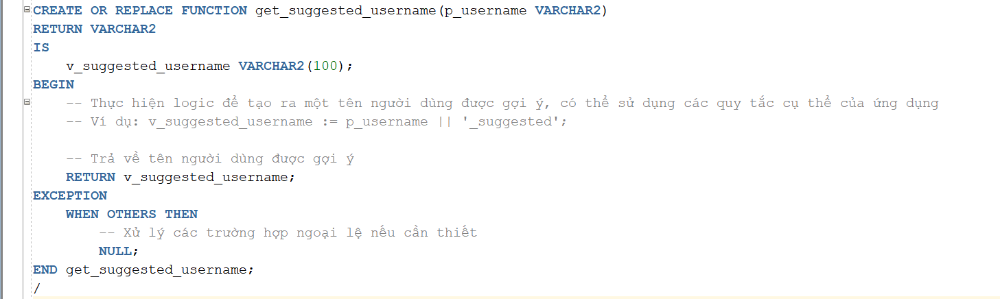 CREATE OR REPLACE FUNCTION get_suggested_username(p_username VARCHAR2)
RETURN VARCHAR2
IS
    v_suggested_username VARCHAR2(100);
BEGIN
    -- Thực hiện logic để tạo ra một tên người dùng được gợi ý, có thể sử dụng các quy tắc cụ thể của ứng dụng
    -- Ví dụ: v_suggested_username := p_username || '_suggested';

    -- Trả về tên người dùng được gợi ý
    RETURN v_suggested_username;
EXCEPTION
    WHEN OTHERS THEN
        -- Xử lý các trường hợp ngoại lệ nếu cần thiết
        NULL;
END get_suggested_username;
/